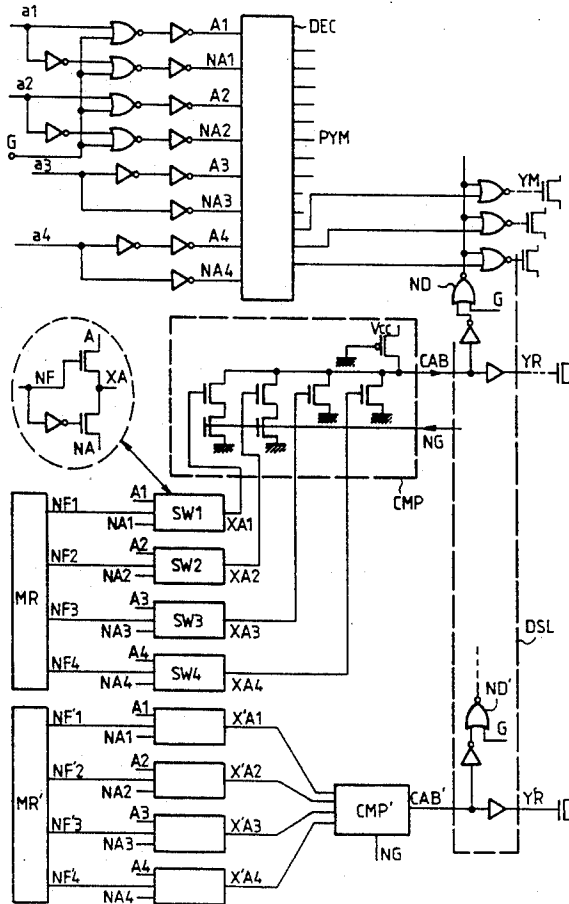 a1
A1
DEC
NA1
a2
A2
G
NA2
PYM
a3
A3
NA3
YM
a4
A4
NA4
ND
G
Vcc
CAB
YR
A
NF
XA
NA
NG
CMP
A1
NF1
SW1
NA1
XA1
A2
NF2
SW2
NA2
XA2
MR
A3
NF3
SW3
NA3
XA3
DSL
A4
NF4
SW4
NA4
XA4
ND'
A1
NF'1
X'A1
NA1
G
A2
NF'2
X'A2
NA2
MR'
A3
NF'3
X'A3
NA3
CMP'
CAB'
Y'R
A4
NF'4
X'A4
NA4
NG